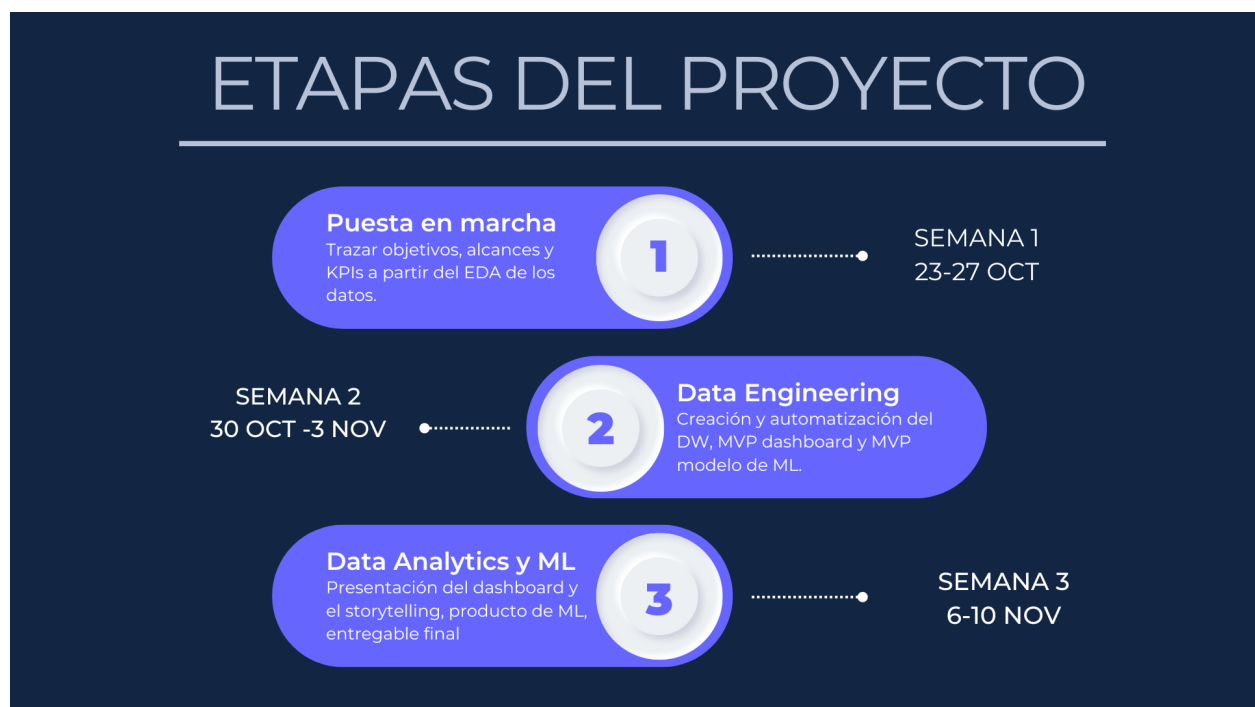 ETAPAS DEL PROYECTO
Puesta en marcha
Trazar objetivos, alcances y
KPIs a partir del EDA de los
datos.
1
SEMANA 1
23-27 OCT
SEMANA 2
30 OCT -3 NOV
2
Data Engineering
Creación y automatización del
DW, MVP dashboard y MVP
modelo de ML.
Data Analytics y ML
Presentación del dashboard y
el storytelling, producto de ML,
entregable final
3
SEMANA 3
6-10 NOV